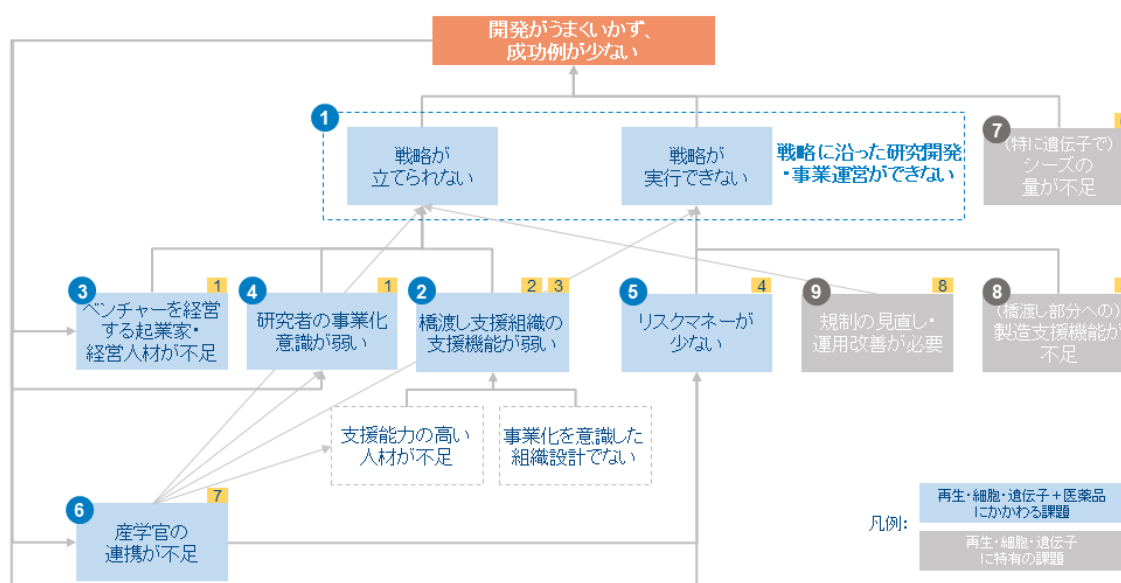 開発がうまくいかず、
成功例が少ない
1
戦略が
立てられない
戦略が
実行できない
戦略に沿った研究開発
・事業運営ができない
7
(特に遺伝子で)
シーズの
量が不足
3
1
ベンチャーを経営
する起業家・
経営人材が不足
4
1
研究者の事業化
意識が弱い
2
2 3
橋渡し支援組織の
支援機能が弱い
5
4
リスクマネーが
少ない
9
8
規制の見直し・
運用改善が必要
8
(橋渡し部分への)
製造支援機能が
不足
支援能力の高い
人材が不足
事業化を意識した
組織設計でない
6
7
産学官の
連携が不足
凡例:
再生・細胞・遺伝子+医薬品
にかかわる課題
再生・細胞・遺伝子
に特有の課題